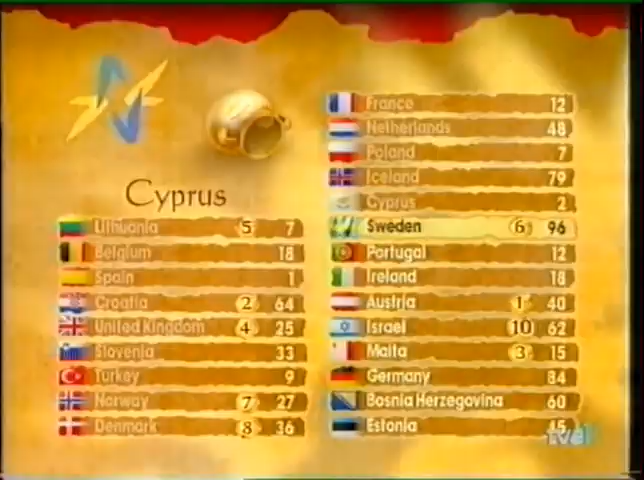 Cyprus
Lithuania 5 7
Belgium 18
Spain 1
Croatia 2 64
United Kingdom 4 25
Slovenia 33
Turkey 9
Norway 7 27
Denmark 8 36
France 12
Netherlands 48
Poland 7
Iceland 79
Cyprus 2
Sweden 6 96
Portugal 12
Ireland 18
Austria 1 40
Israel 10 62
Malta 3 15
Germany 84
Bosnia Herzegovina 60
Estonia 45
tve